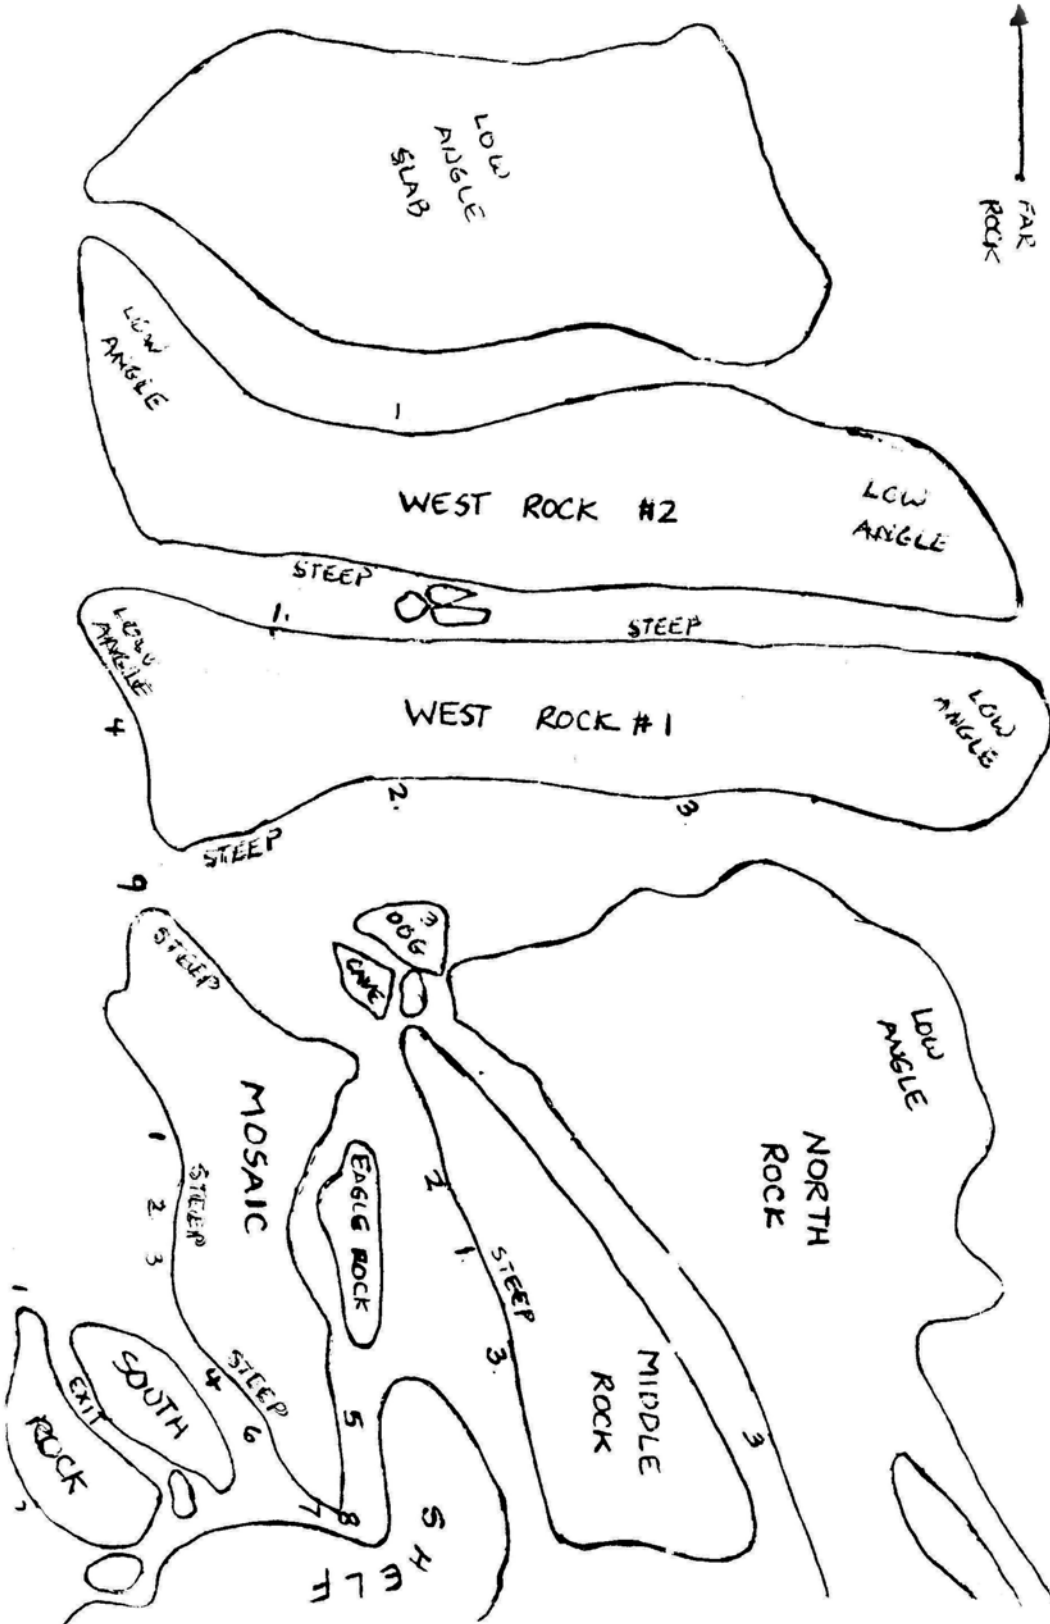 FAR
ROCK
LOW
ANGLE
SLAB
LOW
ANGLE
1
WEST ROCK #2
LOW
ANGLE
STEEP
STEEP
1.
LOW
ANGLE
WEST ROCK #1
LOW
ANGLE
4
2.
3
STEEP
9
STEEP
3
DOG
CAVE
LOW
ANGLE
NORTH
ROCK
MOSAIC
1
2
3
STEEP
EAGLE ROCK
2
1.
STEEP
3.
MIDDLE
ROCK
3
1
SOUTH
EXIT
ROCK
STEEP
4
6
5
7
8
SHELF